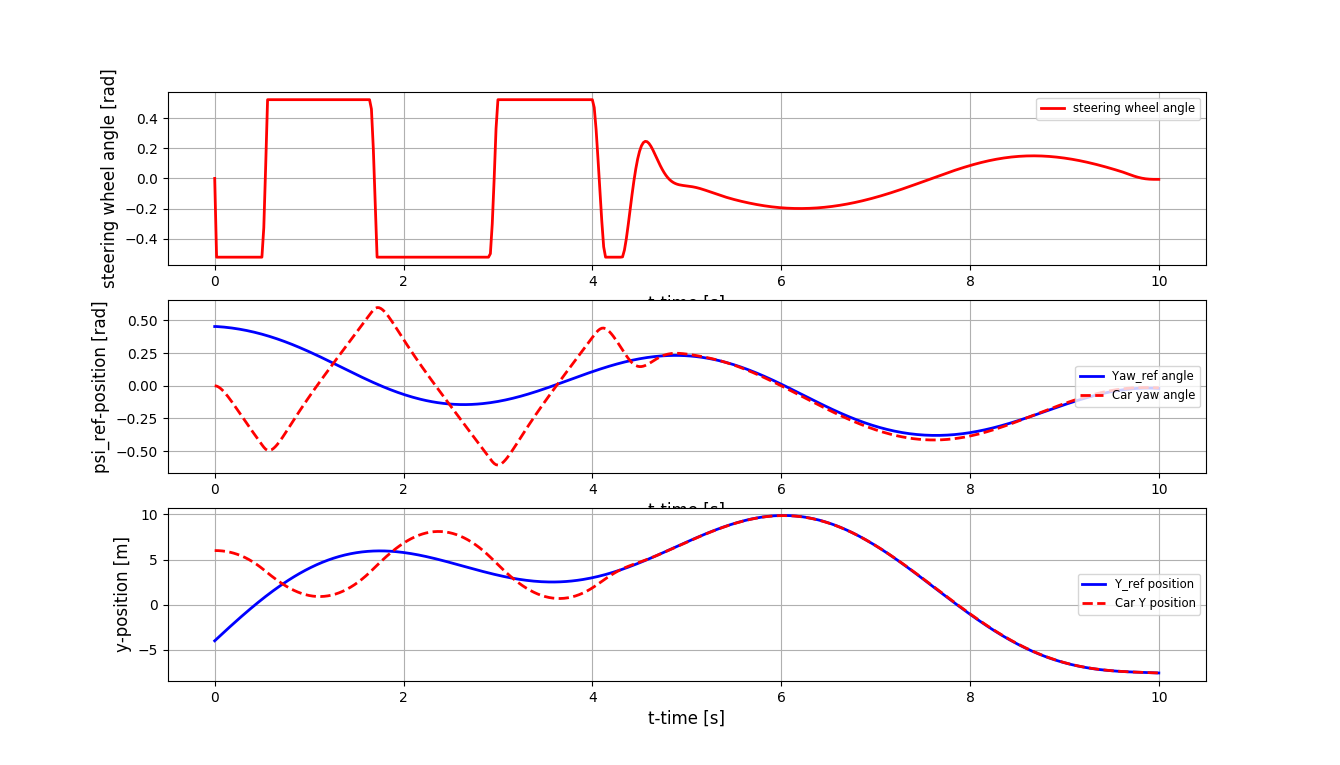 steering wheel angle [rad]
0.4
0.2
0.0
−0.2
−0.4
steering wheel angle
0 2 4 6 8 10
t-time [s]
psi_ref-position [rad]
0.50
0.25
0.00
−0.25
−0.50
Yaw_ref angle
Car yaw angle
0 2 4 6 8 10
t-time [s]
y-position [m]
10
5
0
−5
Y_ref position
Car Y position
0 2 4 6 8 10
t-time [s]